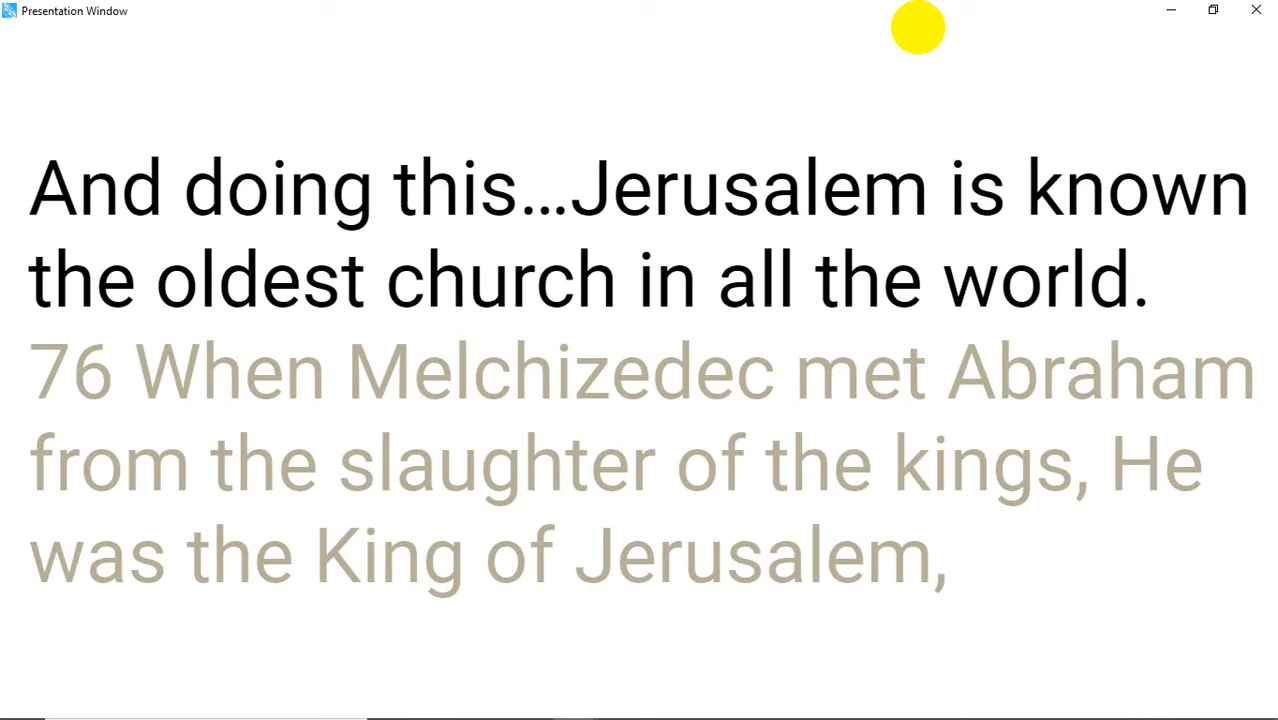 Presentation Window
And doing this…Jerusalem is known
the oldest church in all the world.
76 When Melchizedec met Abraham
from the slaughter of the kings, He
was the King of Jerusalem,